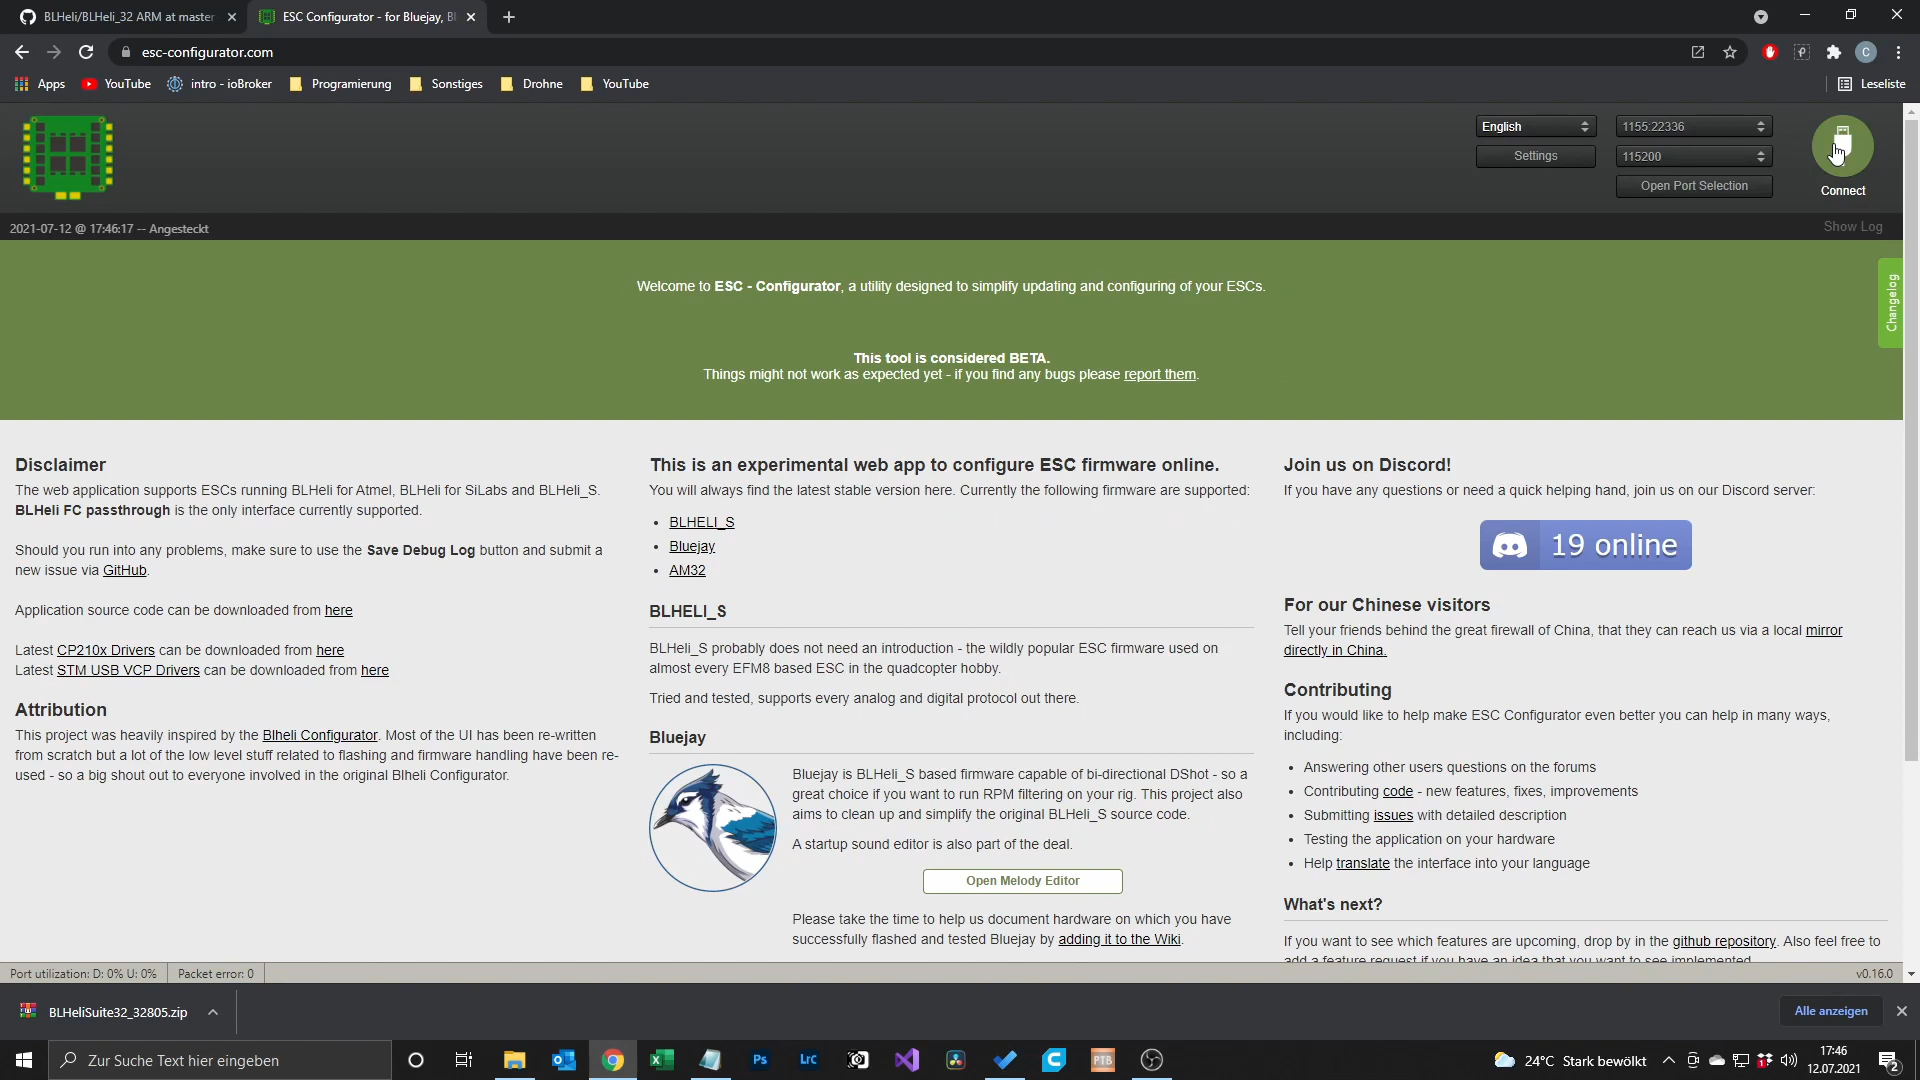 BLHeli/BLHeli_32 ARM at master
ESC Configurator - for Bluejay, Bl
esc-configurator.com
C
Apps
YouTube
intro - ioBroker
Programierung
Sonstiges
Drohne
YouTube
Leseliste
English
1155:22336
Settings
115200
Open Port Selection
Connect
2021-07-12 @ 17:46:17 -- Angesteckt
Show Log
Changelog
Welcome to ESC - Configurator, a utility designed to simplify updating and configuring of your ESCs.
This tool is considered BETA.
Things might not work as expected yet - if you find any bugs please report them.
Disclaimer
The web application supports ESCs running BLHeli for Atmel, BLHeli for SiLabs and BLHeli_S.
BLHeli FC passthrough is the only interface currently supported.
Should you run into any problems, make sure to use the Save Debug Log button and submit a
new issue via GitHub.
Application source code can be downloaded from here
Latest CP210x Drivers can be downloaded from here
Latest STM USB VCP Drivers can be downloaded from here
Attribution
This project was heavily inspired by the Blheli Configurator. Most of the UI has been re-written
from scratch but a lot of the low level stuff related to flashing and firmware handling have been re-
used - so a big shout out to everyone involved in the original Blheli Configurator.
This is an experimental web app to configure ESC firmware online.
You will always find the latest stable version here. Currently the following firmware are supported:
• BLHELI_S
• Bluejay
• AM32
BLHELI_S
BLHeli_S probably does not need an introduction - the wildly popular ESC firmware used on
almost every EFM8 based ESC in the quadcopter hobby.
Tried and tested, supports every analog and digital protocol out there.
Bluejay
Bluejay is BLHeli_S based firmware capable of bi-directional DShot - so a
great choice if you want to run RPM filtering on your rig. This project also
aims to clean up and simplify the original BLHeli_S source code.
A startup sound editor is also part of the deal.
Open Melody Editor
Please take the time to help us document hardware on which you have
successfully flashed and tested Bluejay by adding it to the Wiki.
Join us on Discord!
If you have any questions or need a quick helping hand, join us on our Discord server:
19 online
For our Chinese visitors
Tell your friends behind the great firewall of China, that they can reach us via a local mirror
directly in China.
Contributing
If you would like to help make ESC Configurator even better you can help in many ways,
including:
• Answering other users questions on the forums
• Contributing code - new features, fixes, improvements
• Submitting issues with detailed description
• Testing the application on your hardware
• Help translate the interface into your language
What's next?
If you want to see which features are upcoming, drop by in the github repository. Also feel free to
add a feature request if you have an idea that you want to see implemented.
Port utilization: D: 0% U: 0%
Packet error: 0
v0.16.0
BLHeliSuite32_32805.zip
Alle anzeigen
Zur Suche Text hier eingeben
Ps
LrC
PTB
24°C Stark bewölkt
17:46
12.07.2021
2